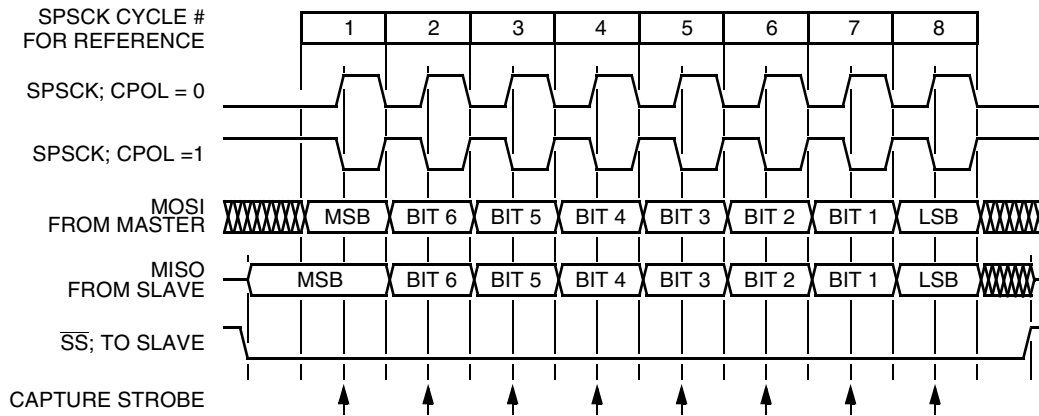 SPSCK CYCLE #
FOR REFERENCE
1 2 3 4 5 6 7 8
SPSCK; CPOL = 0
SPSCK; CPOL =1
MOSI
FROM MASTER
MSB BIT 6 BIT 5 BIT 4 BIT 3 BIT 2 BIT 1 LSB
MISO
FROM SLAVE
MSB BIT 6 BIT 5 BIT 4 BIT 3 BIT 2 BIT 1 LSB
SS; TO SLAVE
CAPTURE STROBE